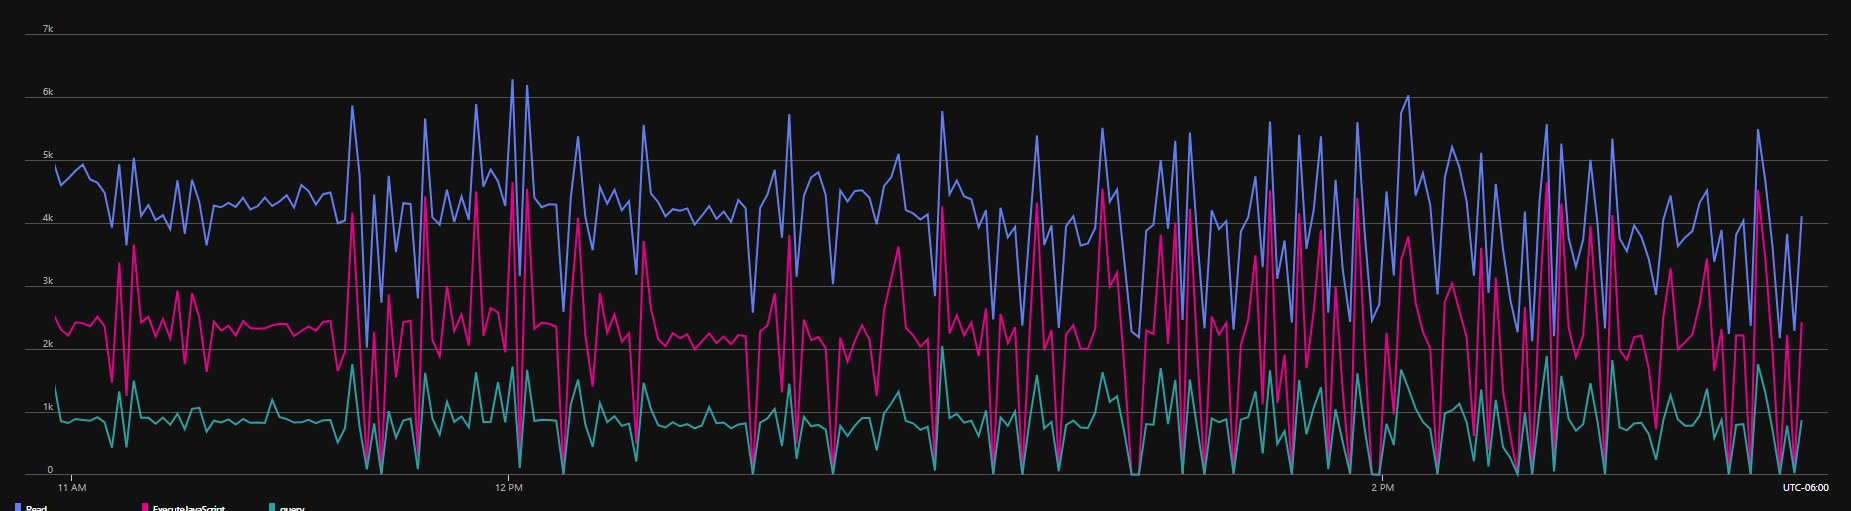 7k
6k
5k
4k
3k
2k
1k
0
11 AM 12 PM 2 PM UTC-06:00
Read ExecuteJavaScript query